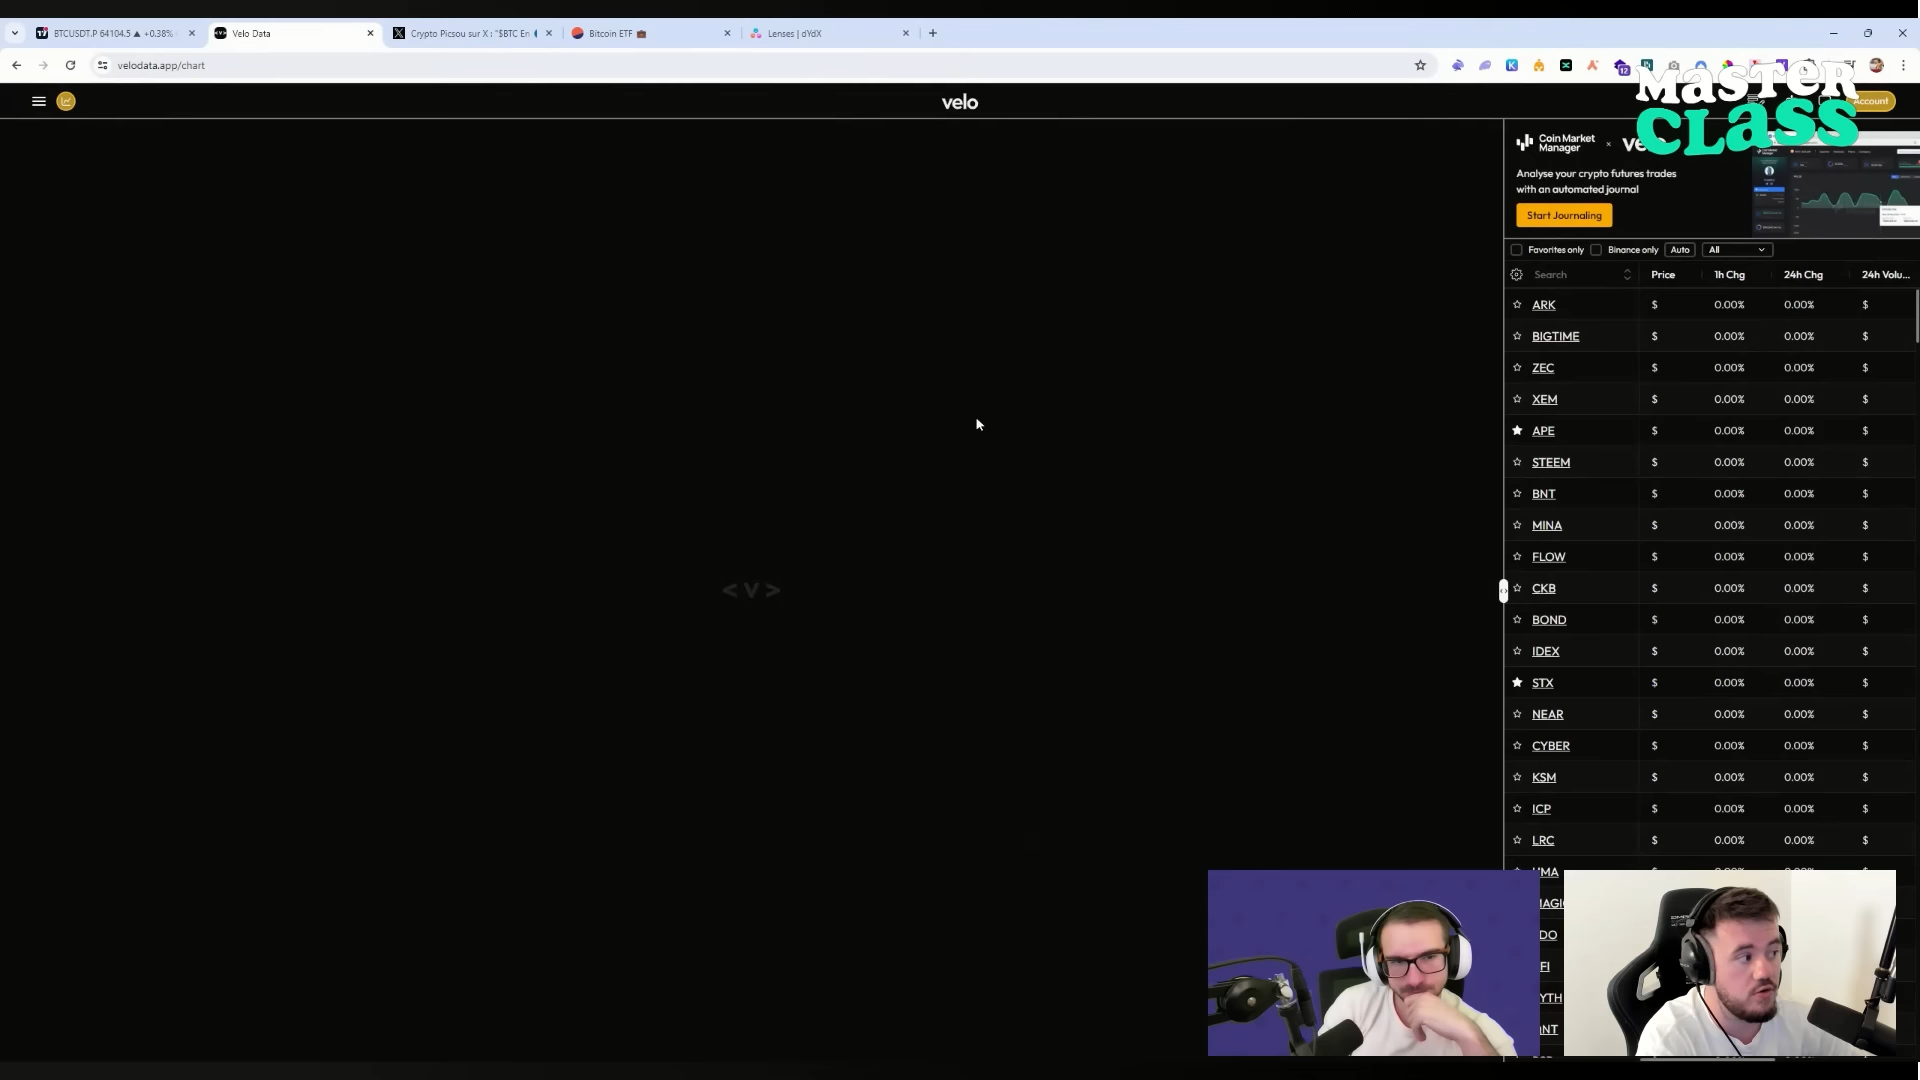 BTCUSDT.P 64104.5 ▲ +0.38%
Velo Data
Crypto Picsou sur X : "$BTC En
Bitcoin ETF
Lenses | dYdX
velodata.app/chart
12
MASTER
CLASS
velo
Account
Coin Market
Manager
×
Analyse your crypto futures trades
with an automated journal
Start Journaling
Favorites only
Binance only
Auto
All
Search
Price
1h Chg
24h Chg
24h Volu...
ARK $ 0.00% 0.00% $
BIGTIME $ 0.00% 0.00% $
ZEC $ 0.00% 0.00% $
XEM $ 0.00% 0.00% $
APE $ 0.00% 0.00% $
STEEM $ 0.00% 0.00% $
BNT $ 0.00% 0.00% $
MINA $ 0.00% 0.00% $
FLOW $ 0.00% 0.00% $
<v>
CKB $ 0.00% 0.00% $
BOND $ 0.00% 0.00% $
IDEX $ 0.00% 0.00% $
STX $ 0.00% 0.00% $
NEAR $ 0.00% 0.00% $
CYBER $ 0.00% 0.00% $
KSM $ 0.00% 0.00% $
ICP $ 0.00% 0.00% $
LRC $ 0.00% 0.00% $